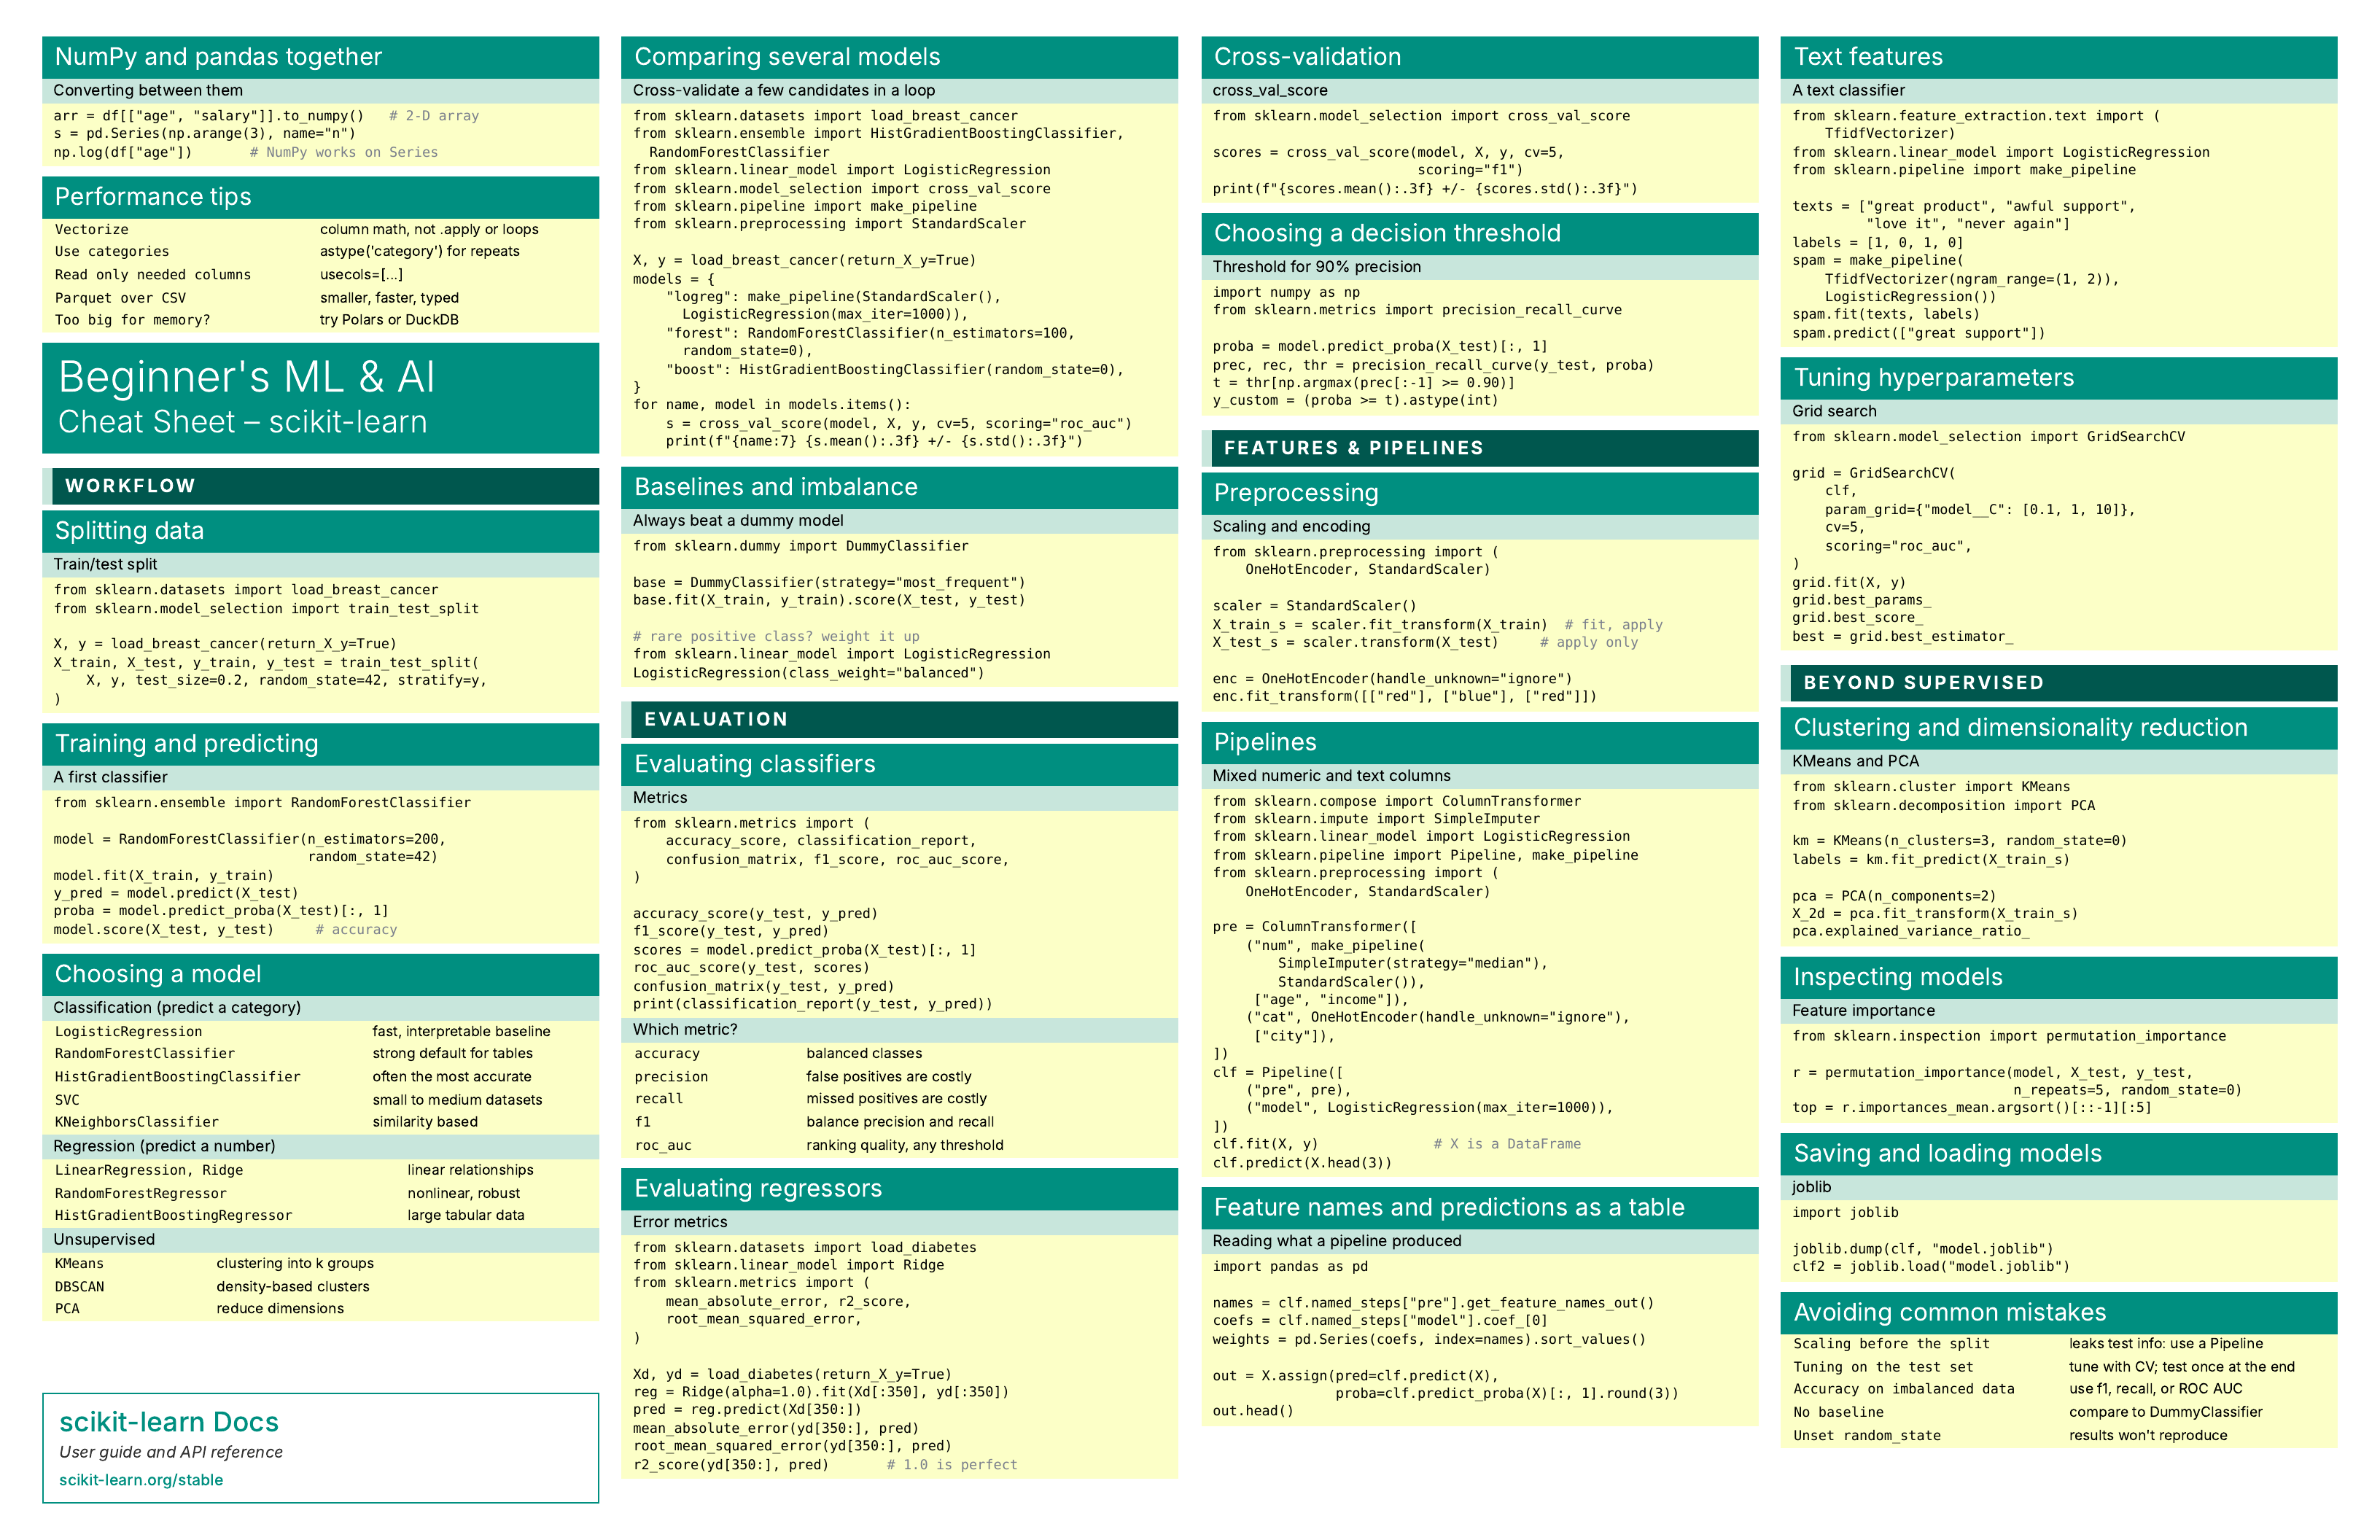 NumPy and pandas together
Converting between them
arr = df[["age", "salary"]].to_numpy()   # 2-D array
s = pd.Series(np.arange(3), name="n")
np.log(df["age"])       # NumPy works on Series
Performance tips
Vectorize column math, not .apply or loops
Use categories astype('category') for repeats
Read only needed columns usecols=[...]
Parquet over CSV smaller, faster, typed
Too big for memory? try Polars or DuckDB
Beginner's ML & AI
Cheat Sheet – scikit-learn
WORKFLOW
Splitting data
Train/test split
from sklearn.datasets import load_breast_cancer
from sklearn.model_selection import train_test_split
X, y = load_breast_cancer(return_X_y=True)
X_train, X_test, y_train, y_test = train_test_split(
    X, y, test_size=0.2, random_state=42, stratify=y,
)
Training and predicting
A first classifier
from sklearn.ensemble import RandomForestClassifier
model = RandomForestClassifier(n_estimators=200,
                               random_state=42)
model.fit(X_train, y_train)
y_pred = model.predict(X_test)
proba = model.predict_proba(X_test)[:, 1]
model.score(X_test, y_test)     # accuracy
Choosing a model
Classification (predict a category)
LogisticRegression fast, interpretable baseline
RandomForestClassifier strong default for tables
HistGradientBoostingClassifier often the most accurate
SVC small to medium datasets
KNeighborsClassifier similarity based
Regression (predict a number)
LinearRegression, Ridge linear relationships
RandomForestRegressor nonlinear, robust
HistGradientBoostingRegressor large tabular data
Unsupervised
KMeans clustering into k groups
DBSCAN density-based clusters
PCA reduce dimensions
scikit-learn Docs
User guide and API reference
scikit-learn.org/stable
Comparing several models
Cross-validate a few candidates in a loop
from sklearn.datasets import load_breast_cancer
from sklearn.ensemble import HistGradientBoostingClassifier,
  RandomForestClassifier
from sklearn.linear_model import LogisticRegression
from sklearn.model_selection import cross_val_score
from sklearn.pipeline import make_pipeline
from sklearn.preprocessing import StandardScaler
X, y = load_breast_cancer(return_X_y=True)
models = {
    "logreg": make_pipeline(StandardScaler(),
      LogisticRegression(max_iter=1000)),
    "forest": RandomForestClassifier(n_estimators=100,
      random_state=0),
    "boost": HistGradientBoostingClassifier(random_state=0),
}
for name, model in models.items():
    s = cross_val_score(model, X, y, cv=5, scoring="roc_auc")
    print(f"{name:7} {s.mean():.3f} +/- {s.std():.3f}")
Baselines and imbalance
Always beat a dummy model
from sklearn.dummy import DummyClassifier
base = DummyClassifier(strategy="most_frequent")
base.fit(X_train, y_train).score(X_test, y_test)
# rare positive class? weight it up
from sklearn.linear_model import LogisticRegression
LogisticRegression(class_weight="balanced")
EVALUATION
Evaluating classifiers
Metrics
from sklearn.metrics import (
    accuracy_score, classification_report,
    confusion_matrix, f1_score, roc_auc_score,
)
accuracy_score(y_test, y_pred)
f1_score(y_test, y_pred)
scores = model.predict_proba(X_test)[:, 1]
roc_auc_score(y_test, scores)
confusion_matrix(y_test, y_pred)
print(classification_report(y_test, y_pred))
Which metric?
accuracy balanced classes
precision false positives are costly
recall missed positives are costly
f1 balance precision and recall
roc_auc ranking quality, any threshold
Evaluating regressors
Error metrics
from sklearn.datasets import load_diabetes
from sklearn.linear_model import Ridge
from sklearn.metrics import (
    mean_absolute_error, r2_score,
    root_mean_squared_error,
)
Xd, yd = load_diabetes(return_X_y=True)
reg = Ridge(alpha=1.0).fit(Xd[:350], yd[:350])
pred = reg.predict(Xd[350:])
mean_absolute_error(yd[350:], pred)
root_mean_squared_error(yd[350:], pred)
r2_score(yd[350:], pred)       # 1.0 is perfect
Cross-validation
cross_val_score
from sklearn.model_selection import cross_val_score
scores = cross_val_score(model, X, y, cv=5,
                         scoring="f1")
print(f"{scores.mean():.3f} +/- {scores.std():.3f}")
Choosing a decision threshold
Threshold for 90% precision
import numpy as np
from sklearn.metrics import precision_recall_curve
proba = model.predict_proba(X_test)[:, 1]
prec, rec, thr = precision_recall_curve(y_test, proba)
t = thr[np.argmax(prec[:-1] >= 0.90)]
y_custom = (proba >= t).astype(int)
FEATURES & PIPELINES
Preprocessing
Scaling and encoding
from sklearn.preprocessing import (
    OneHotEncoder, StandardScaler)
scaler = StandardScaler()
X_train_s = scaler.fit_transform(X_train)  # fit, apply
X_test_s = scaler.transform(X_test)     # apply only
enc = OneHotEncoder(handle_unknown="ignore")
enc.fit_transform([["red"], ["blue"], ["red"]])
Pipelines
Mixed numeric and text columns
from sklearn.compose import ColumnTransformer
from sklearn.impute import SimpleImputer
from sklearn.linear_model import LogisticRegression
from sklearn.pipeline import Pipeline, make_pipeline
from sklearn.preprocessing import (
    OneHotEncoder, StandardScaler)
pre = ColumnTransformer([
    ("num", make_pipeline(
        SimpleImputer(strategy="median"),
        StandardScaler()),
     ["age", "income"]),
    ("cat", OneHotEncoder(handle_unknown="ignore"),
     ["city"]),
])
clf = Pipeline([
    ("pre", pre),
    ("model", LogisticRegression(max_iter=1000)),
])
clf.fit(X, y)              # X is a DataFrame
clf.predict(X.head(3))
Feature names and predictions as a table
Reading what a pipeline produced
import pandas as pd
names = clf.named_steps["pre"].get_feature_names_out()
coefs = clf.named_steps["model"].coef_[0]
weights = pd.Series(coefs, index=names).sort_values()
out = X.assign(pred=clf.predict(X),
               proba=clf.predict_proba(X)[:, 1].round(3))
out.head()
Text features
A text classifier
from sklearn.feature_extraction.text import (
    TfidfVectorizer)
from sklearn.linear_model import LogisticRegression
from sklearn.pipeline import make_pipeline
texts = ["great product", "awful support",
         "love it", "never again"]
labels = [1, 0, 1, 0]
spam = make_pipeline(
    TfidfVectorizer(ngram_range=(1, 2)),
    LogisticRegression())
spam.fit(texts, labels)
spam.predict(["great support"])
Tuning hyperparameters
Grid search
from sklearn.model_selection import GridSearchCV
grid = GridSearchCV(
    clf,
    param_grid={"model__C": [0.1, 1, 10]},
    cv=5,
    scoring="roc_auc",
)
grid.fit(X, y)
grid.best_params_
grid.best_score_
best = grid.best_estimator_
BEYOND SUPERVISED
Clustering and dimensionality reduction
KMeans and PCA
from sklearn.cluster import KMeans
from sklearn.decomposition import PCA
km = KMeans(n_clusters=3, random_state=0)
labels = km.fit_predict(X_train_s)
pca = PCA(n_components=2)
X_2d = pca.fit_transform(X_train_s)
pca.explained_variance_ratio_
Inspecting models
Feature importance
from sklearn.inspection import permutation_importance
r = permutation_importance(model, X_test, y_test,
                           n_repeats=5, random_state=0)
top = r.importances_mean.argsort()[::-1][:5]
Saving and loading models
joblib
import joblib
joblib.dump(clf, "model.joblib")
clf2 = joblib.load("model.joblib")
Avoiding common mistakes
Scaling before the split leaks test info: use a Pipeline
Tuning on the test set tune with CV; test once at the end
Accuracy on imbalanced data use f1, recall, or ROC AUC
No baseline compare to DummyClassifier
Unset random_state results won't reproduce